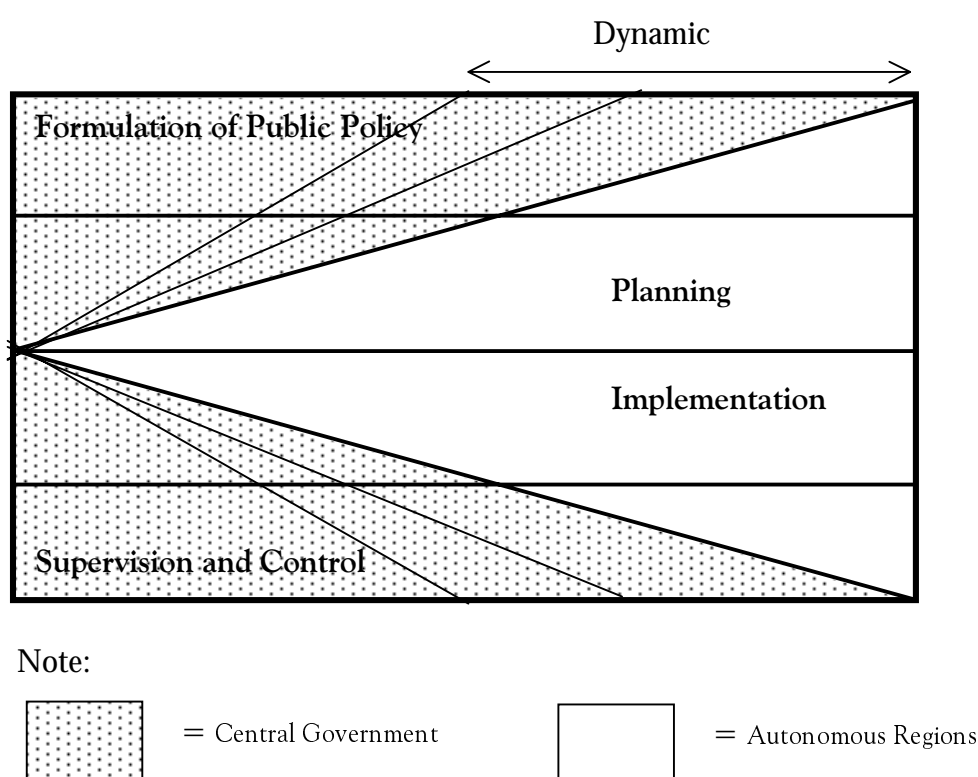 Dynamic
Formulation of Public Policy
Planning
Implementation
Supervision and Control
Note:
= Central Government
= Autonomous Regions